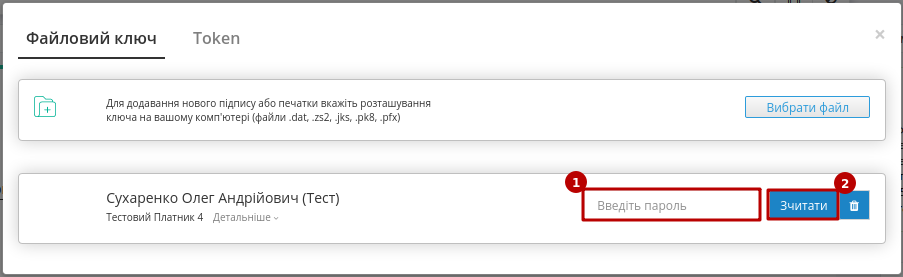 Файловий ключ Token ×
Для додавання нового підпису або печатки вкажіть розташування
ключа на вашому комп'ютері (файли .dat, .zs2, .jks, .pk8, .pfx)
Вибрати файл
Сухаренко Олег Андрійович (Тест)
Тестовий Платник 4 Детальніше
1
Введіть пароль
2
Зчитати